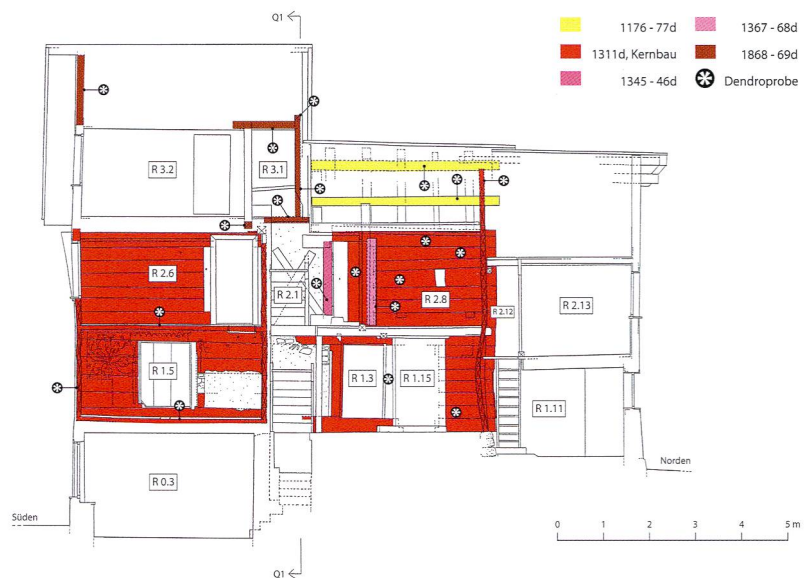 Q1
1176 - 77d
1367 - 68d
1311d, Kernbau
1868 - 69d
1345 - 46d
Dendroprobe
R 3.2
R 3.1
R 2.6
R 2.1
R 2.8
R 2.12
R 2.13
R 1.5
R 1.3
R 1.15
R 1.11
R 0.3
Norden
Süden
0 1 2 3 4 5 m
Q1